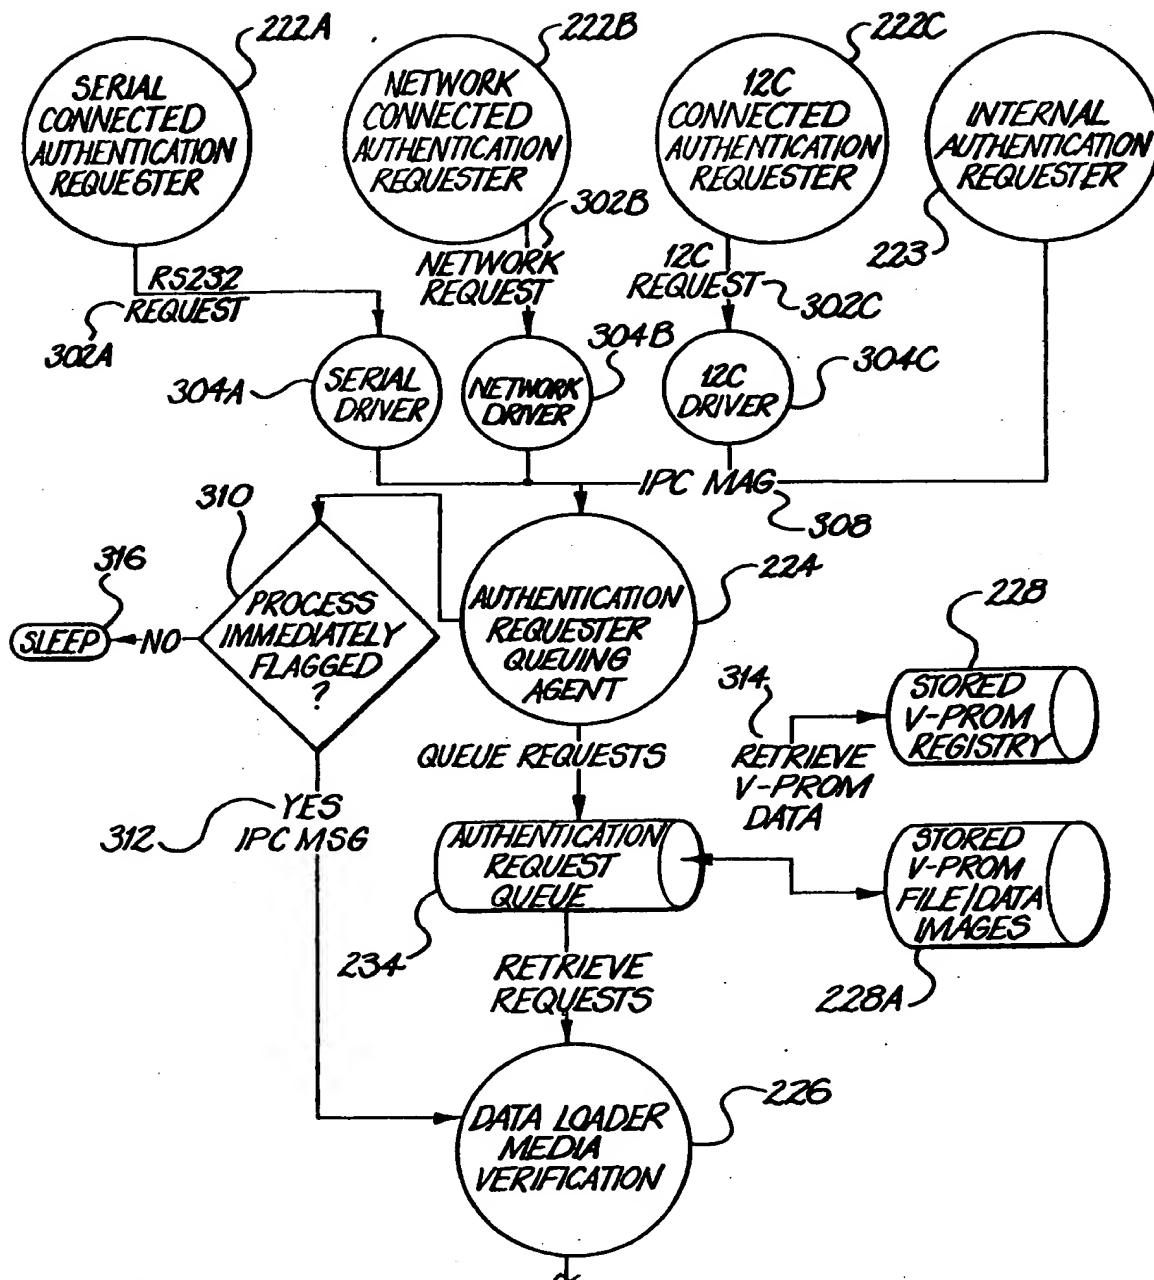 222A
222B
222C
SERIAL
CONNECTED
AUTHENTICATION
REQUESTER
NETWORK
CONNECTED
AUTHENTICATION
REQUESTER
12C
CONNECTED
AUTHENTICATION
REQUESTER
INTERNAL
AUTHENTICATION
REQUESTER
223
RS232
REQUEST
302A
302B
NETWORK
REQUEST
12C
REQUEST
302C
304A
SERIAL
DRIVER
304B
NETWORK
DRIVER
304C
12C
DRIVER
IPC MAG
308
310
316
SLEEP
NO
PROCESS
IMMEDIATELY
FLAGGED
?
AUTHENTICATION
REQUESTER
QUEUING
AGENT
224
228
STORED
V-PROM
REGISTRY
314
RETRIEVE
V-PROM
DATA
QUEUE REQUESTS
312
YES
IPC MSG
AUTHENTICATION
REQUEST
QUEUE
234
STORED
V-PROM
FILE/DATA
IMAGES
228A
RETRIEVE
REQUESTS
DATA LOADER
MEDIA
VERIFICATION
226